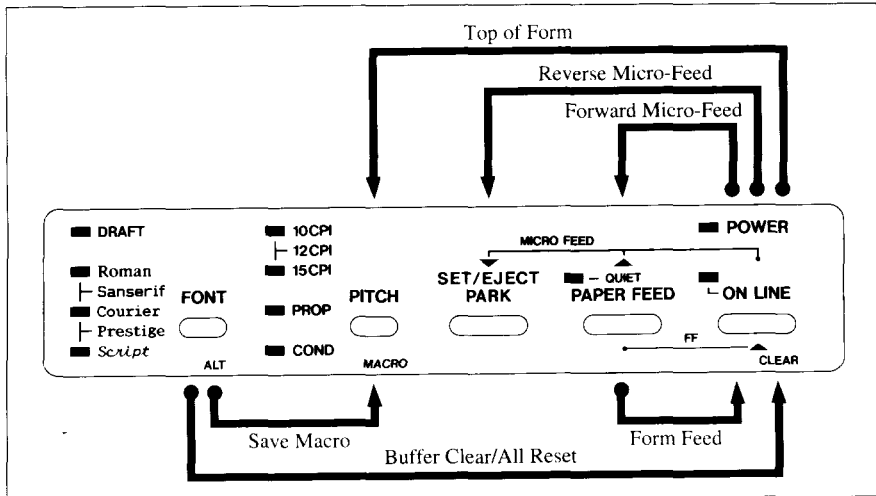 Top of Form
Reverse Micro-Feed
Forward Micro-Feed
DRAFT
Roman
Sanserif
Courier
Prestige
Script
FONT
ALT
10CPI
12CPI
15CPI
PROP
COND
PITCH
MACRO
MICRO FEED
SET/EJECT
PARK
QUIET
PAPER FEED
POWER
ON LINE
FF
CLEAR
Save Macro
Form Feed
Buffer Clear/All Reset